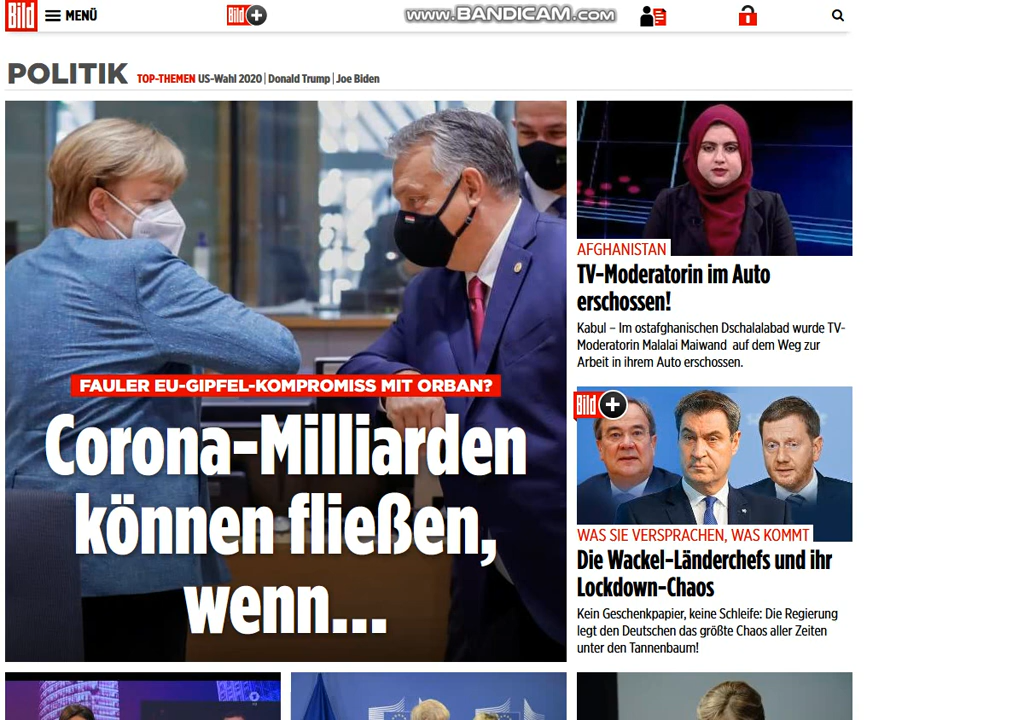 Bild MENÜ Bild+ www.BANDICAM.com
POLITIK TOP-THEMEN US-Wahl 2020 | Donald Trump | Joe Biden
FAULER EU-GIPFEL-KOMPROMISS MIT ORBAN?
Corona-Milliarden
können fließen,
wenn...
AFGHANISTAN
TV-Moderatorin im Auto
erschossen!
Kabul – Im ostafghanischen Dschalalabad wurde TV-
Moderatorin Malalai Maiwand auf dem Weg zur
Arbeit in ihrem Auto erschossen.
Bild+
WAS SIE VERSPRACHEN, WAS KOMMT
Die Wackel-Länderchefs und ihr
Lockdown-Chaos
Kein Geschenkpapier, keine Schleife: Die Regierung
legt den Deutschen das größte Chaos aller Zeiten
unter den Tannenbaum!